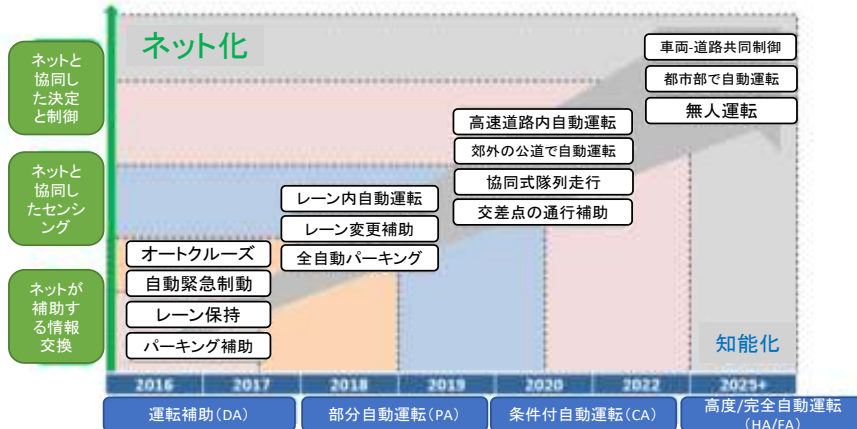 ネット化
ネットと
協同し
た決定
と制御
ネットと
協同し
たセンシ
ング
ネットが
補助す
る情報
交換
車両-道路共同制御
都市部で自動運転
無人運転
高速道路内自動運転
郊外の公道で自動運転
協同式隊列走行
交差点の通行補助
レーン内自動運転
レーン変更補助
全自動パーキング
オートクルーズ
自動緊急制動
レーン保持
パーキング補助
知能化
2016 2017 2018 2019 2020 2022 2025+
運転補助(DA) 部分自動運転(PA) 条件付自動運転(CA) 高度/完全自動運転
(HA/FA)